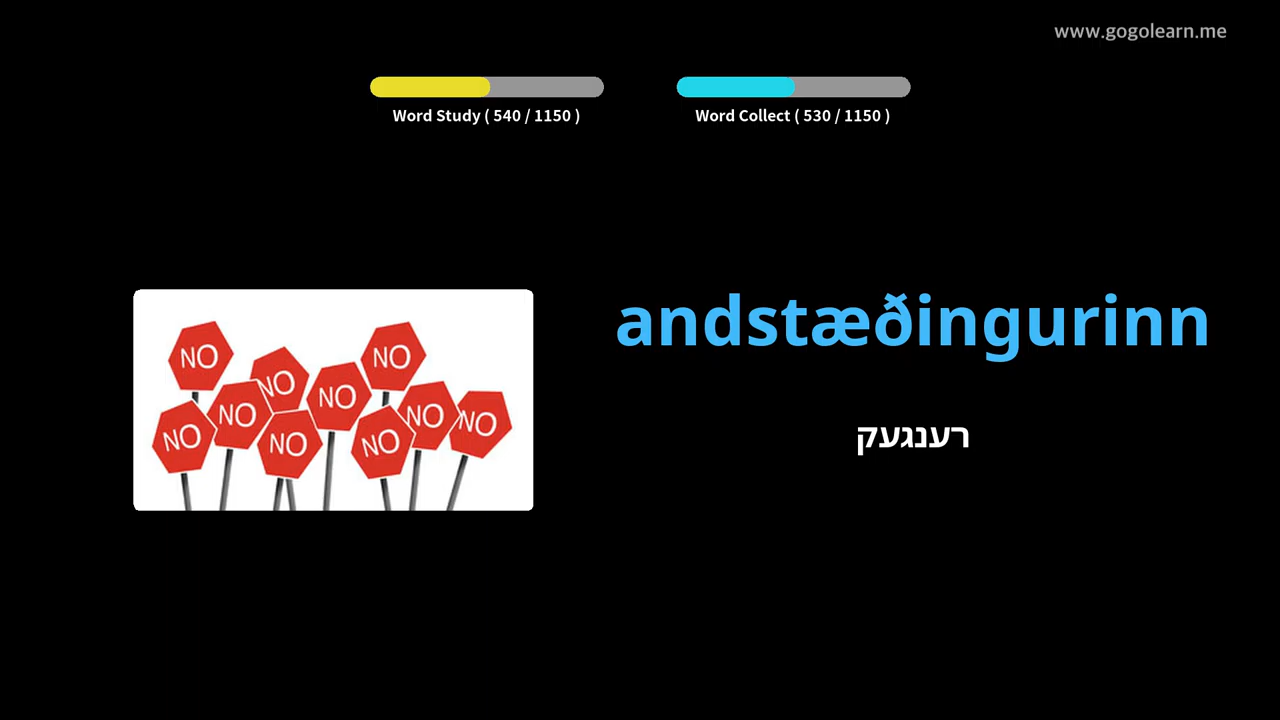 www.gogolearn.me
Word Study ( 540 / 1150 )
Word Collect ( 530 / 1150 )
andstæðingurinn
רענגעק
NO
NO
NO
NO
NO
NO
NO
NO
NO
NO